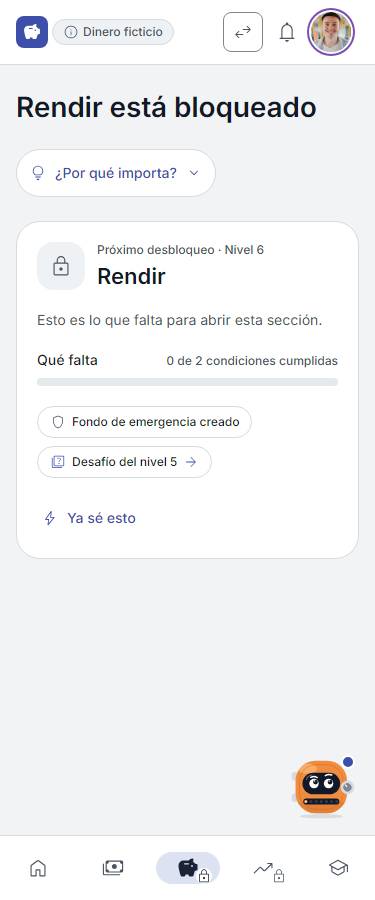 Dinero ficticio
Rendir está bloqueado
¿Por qué importa?
Próximo desbloqueo · Nivel 6
Rendir
Esto es lo que falta para abrir esta sección.
Qué falta
0 de 2 condiciones cumplidas
Fondo de emergencia creado
Desafío del nivel 5
Ya sé esto